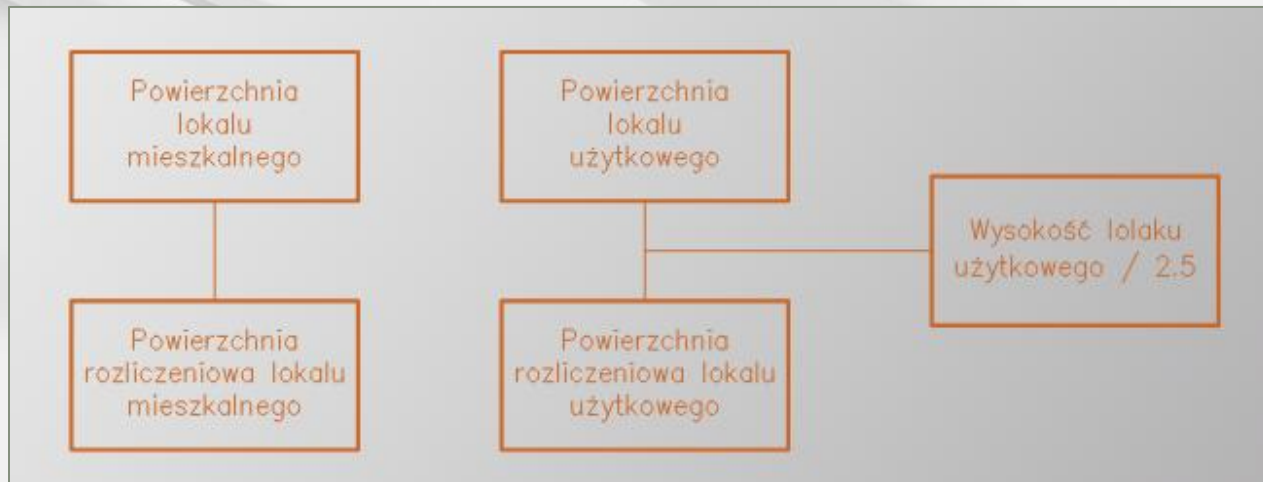 Powierzchnia
lokalu
mieszkalnego
Powierzchnia
lokalu
użytkowego
Wysokość lolaku
użytkowego / 2.5
Powierzchnia
rozliczeniowa lokalu
mieszkalnego
Powierzchnia
rozliczeniowa lokalu
użytkowego